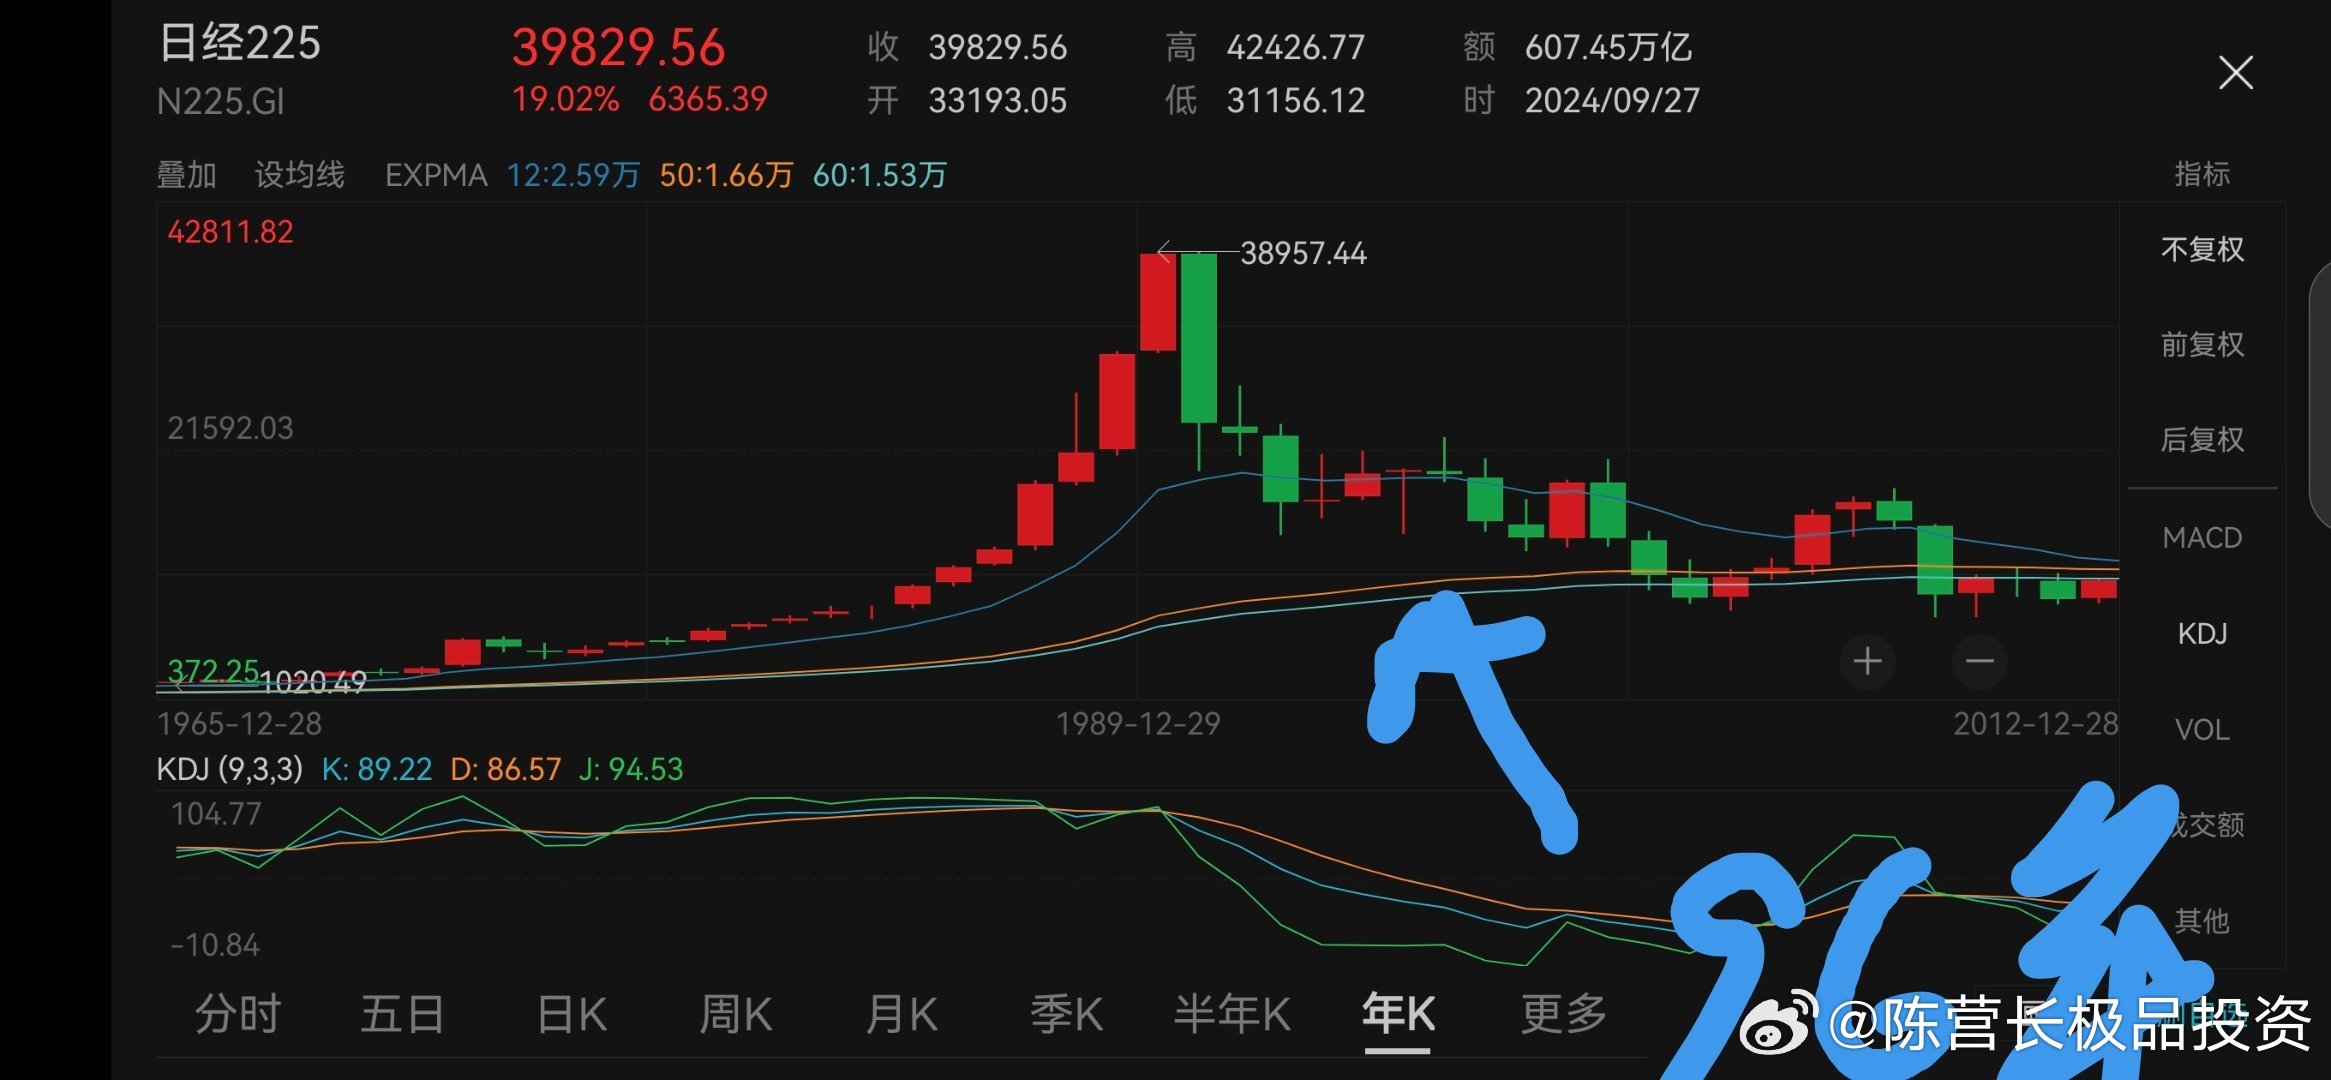 日经225 39829.56 收 39829.56 高 42426.77 额 607.45万亿
N225.GI 19.02% 6365.39 开 33193.05 低 31156.12 时 2024/09/27
叠加 设均线 EXPMA 12:2.59万 50:1.66万 60:1.53万 指标
42811.82
38957.44
不复权
前复权
21592.03
后复权
MACD
KDJ
372.25
1020.49
1965-12-28 1989-12-29 2012-12-28
VOL
KDJ (9,3,3) K: 89.22 D: 86.57 J: 94.53
104.77
交额
其他
-10.84
96年
分时 五日 日K 周K 月K 季K 半年K 年K 更多
@陈营长极品投资